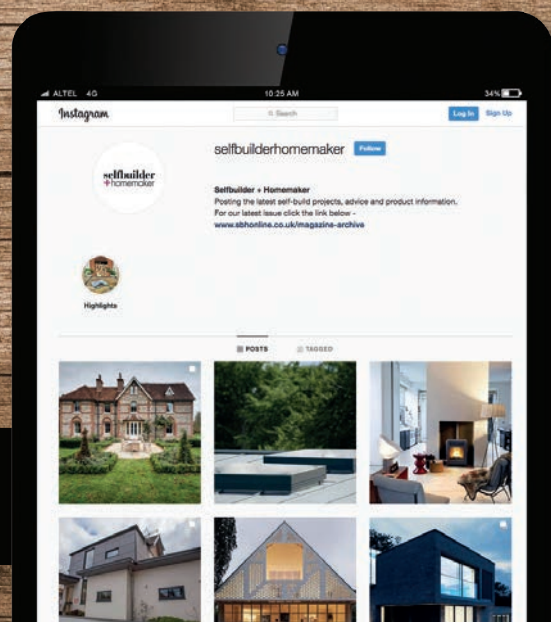 ALTEL 4G 10:25 AM 34%
Instagram Search Log In Sign Up
selfbuilderhomemaker Follow
selfbuilder
+homemaker
Selfbuilder + Homemaker
Posting the latest self-build projects, advice and product information.
For our latest issue click the link below -
www.sbhonline.co.uk/magazine-archive
Highlights
POSTS TAGGED